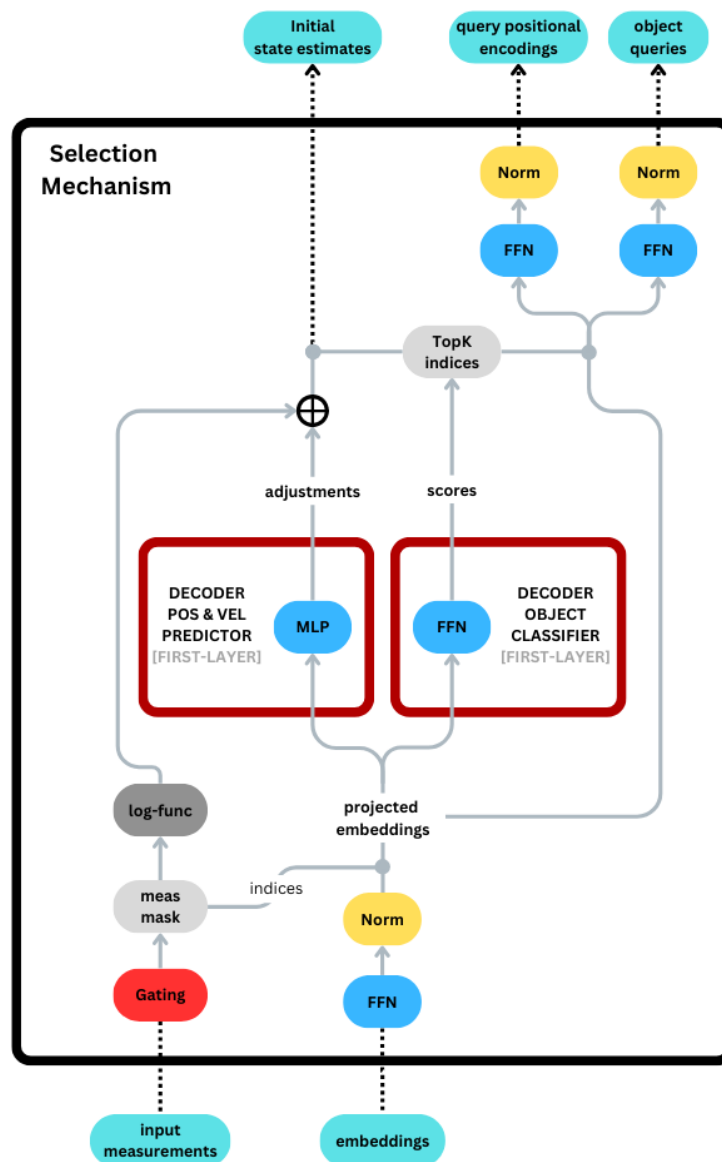 Initial
state estimates
query positional
encodings
object
queries
Selection
Mechanism
Norm
Norm
FFN
FFN
TopK
indices
adjustments
scores
DECODER
POS & VEL
PREDICTOR
[FIRST-LAYER]
MLP
FFN
DECODER
OBJECT
CLASSIFIER
[FIRST-LAYER]
log-func
projected
embeddings
meas
mask
indices
Norm
Gating
FFN
input
measurements
embeddings